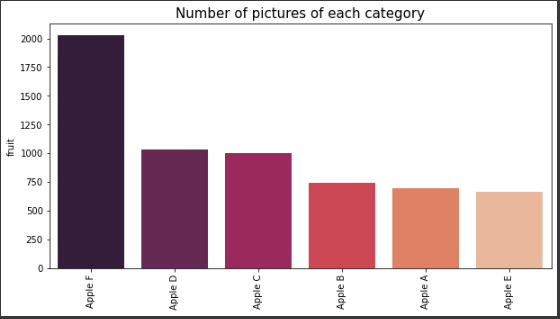 Number of pictures of each category
2000
1750
1500
1250
1000
750
500
250
0
fruit
Apple F
Apple D
Apple C
Apple B
Apple A
Apple E